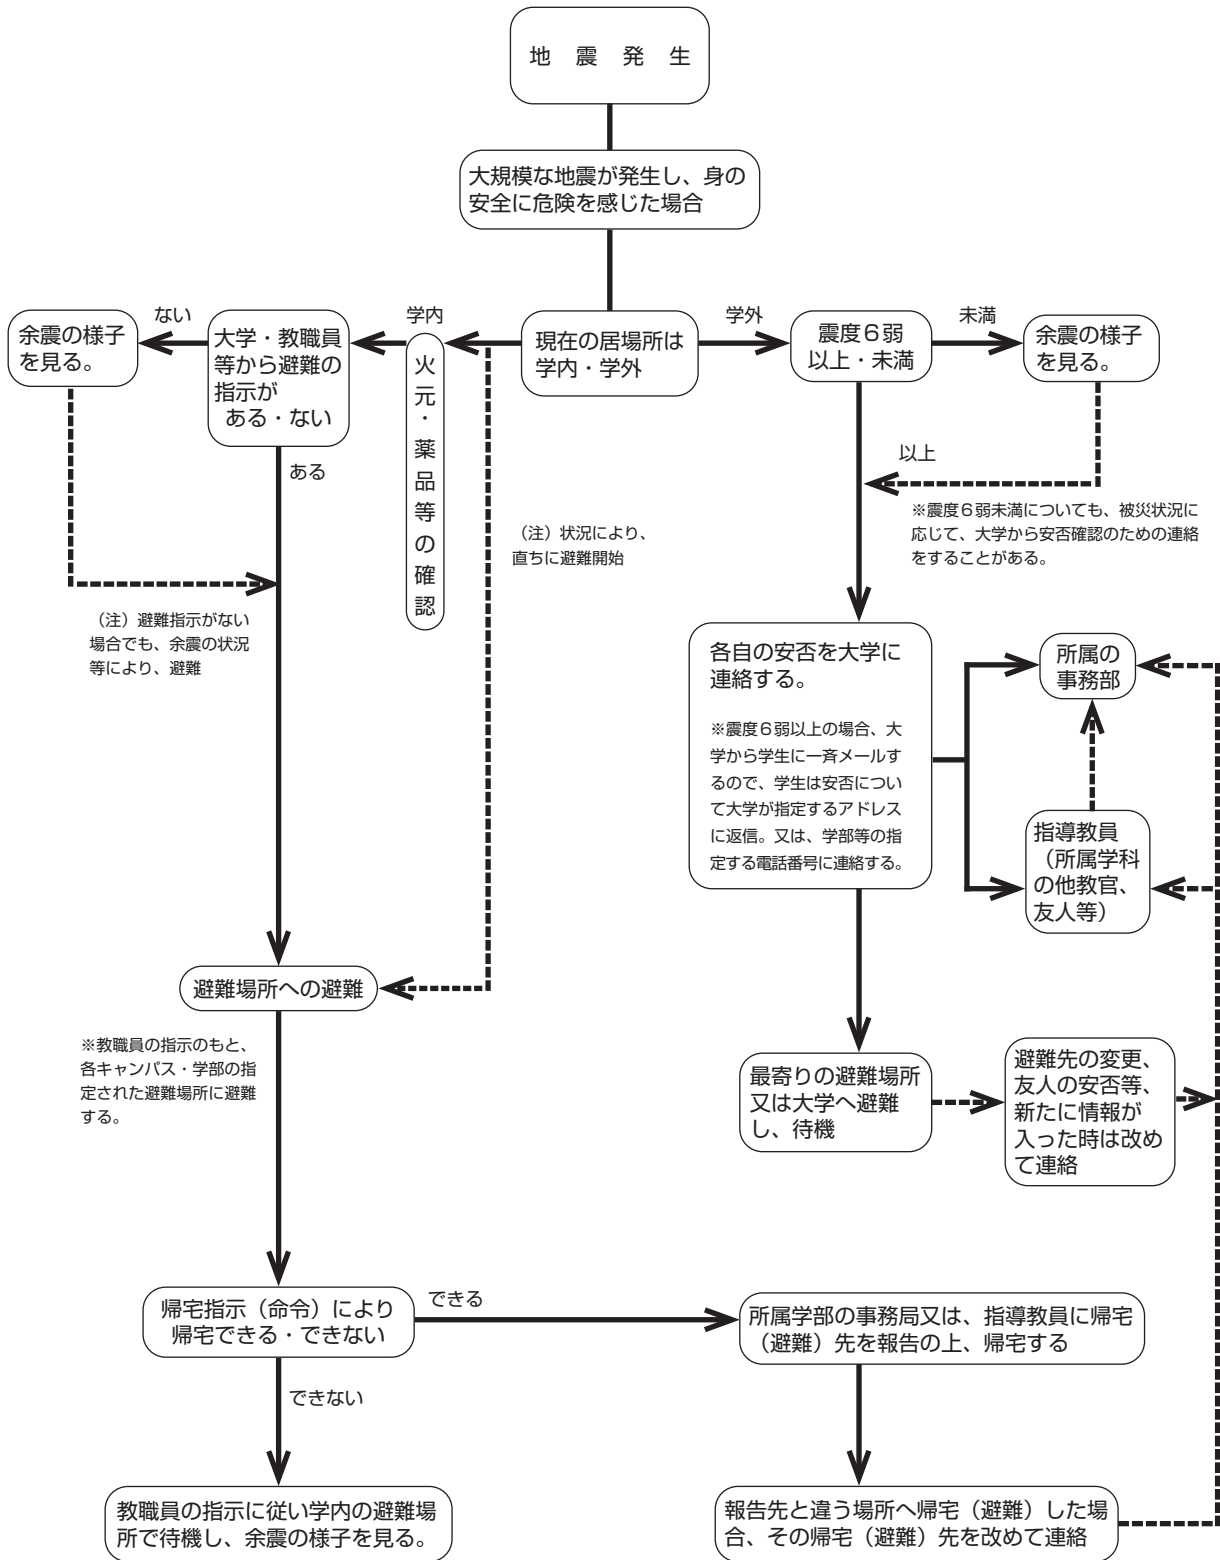 地　震　発　生
大規模な地震が発生し、身の
安全に危険を感じた場合
現在の居場所は
学内・学外
学内
火元・薬品等の確認
大学・教職員
等から避難の
指示が
ある・ない
ない
余震の様子
を見る。
ある
（注）避難指示がない
場合でも、余震の状況
等により、避難
（注）状況により、
直ちに避難開始
学外
震度６弱
以上・未満
未満
余震の様子
を見る。
以上
※震度６弱未満についても、被災状況に
応じて、大学から安否確認のための連絡
をすることがある。
各自の安否を大学に
連絡する。
※震度６弱以上の場合、大
学から学生に一斉メールす
るので、学生は安否につい
て大学が指定するアドレス
に返信。又は、学部等の指
定する電話番号に連絡する。
所属の
事務部
指導教員
（所属学科
の他教官、
友人等）
避難場所への避難
※教職員の指示のもと、
各キャンパス・学部の指
定された避難場所に避難
する。
最寄りの避難場所
又は大学へ避難
し、待機
避難先の変更、
友人の安否等、
新たに情報が
入った時は改め
て連絡
帰宅指示（命令）により
帰宅できる・できない
できる
所属学部の事務局又は、指導教員に帰宅
（避難）先を報告の上、帰宅する
できない
教職員の指示に従い学内の避難場
所で待機し、余震の様子を見る。
報告先と違う場所へ帰宅（避難）した場
合、その帰宅（避難）先を改めて連絡